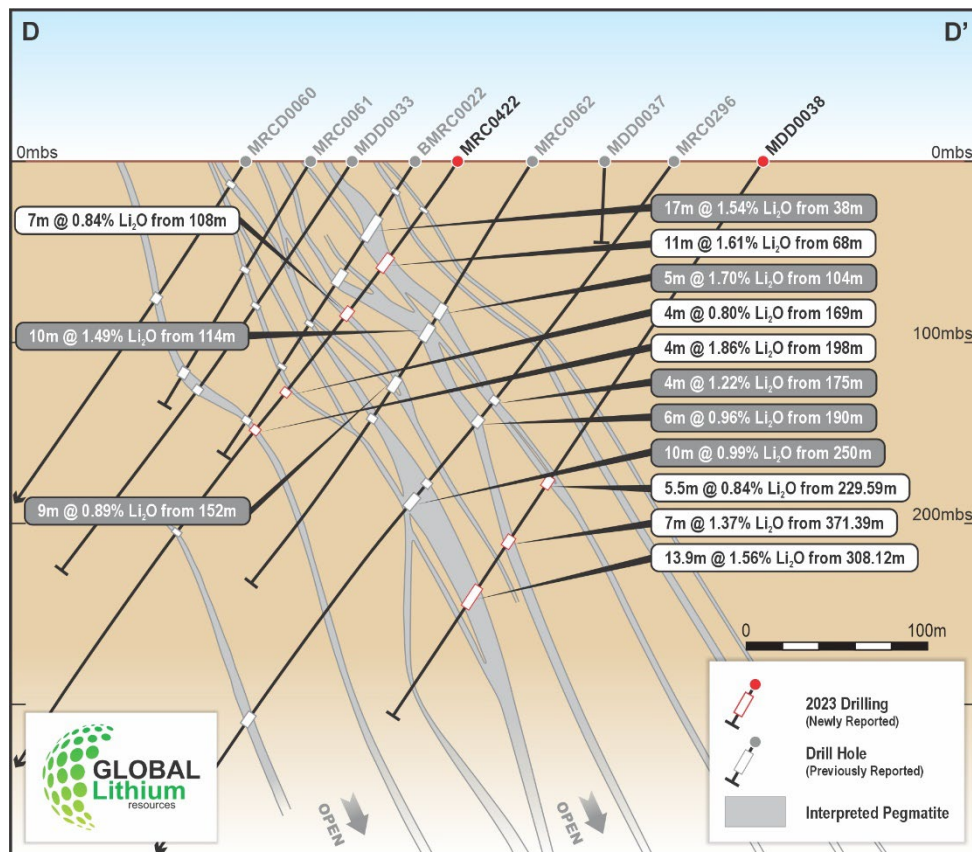 D
D'
MRCD0060
MRC0061
MDD0033
BMRC0022
MRC0422
MRC0062
MDD0037
MRC0296
MDD0038
0mbs
0mbs
7m @ 0.84% Li₂O from 108m
17m @ 1.54% Li₂O from 38m
11m @ 1.61% Li₂O from 68m
5m @ 1.70% Li₂O from 104m
4m @ 0.80% Li₂O from 169m
10m @ 1.49% Li₂O from 114m
100mbs
4m @ 1.86% Li₂O from 198m
4m @ 1.22% Li₂O from 175m
6m @ 0.96% Li₂O from 190m
10m @ 0.99% Li₂O from 250m
5.5m @ 0.84% Li₂O from 229.59m
9m @ 0.89% Li₂O from 152m
7m @ 1.37% Li₂O from 371.39m
200mbs
13.9m @ 1.56% Li₂O from 308.12m
0
100m
2023 Drilling
(Newly Reported)
Drill Hole
(Previously Reported)
Interpreted Pegmatite
GLOBAL
Lithium
resources
OPEN
OPEN